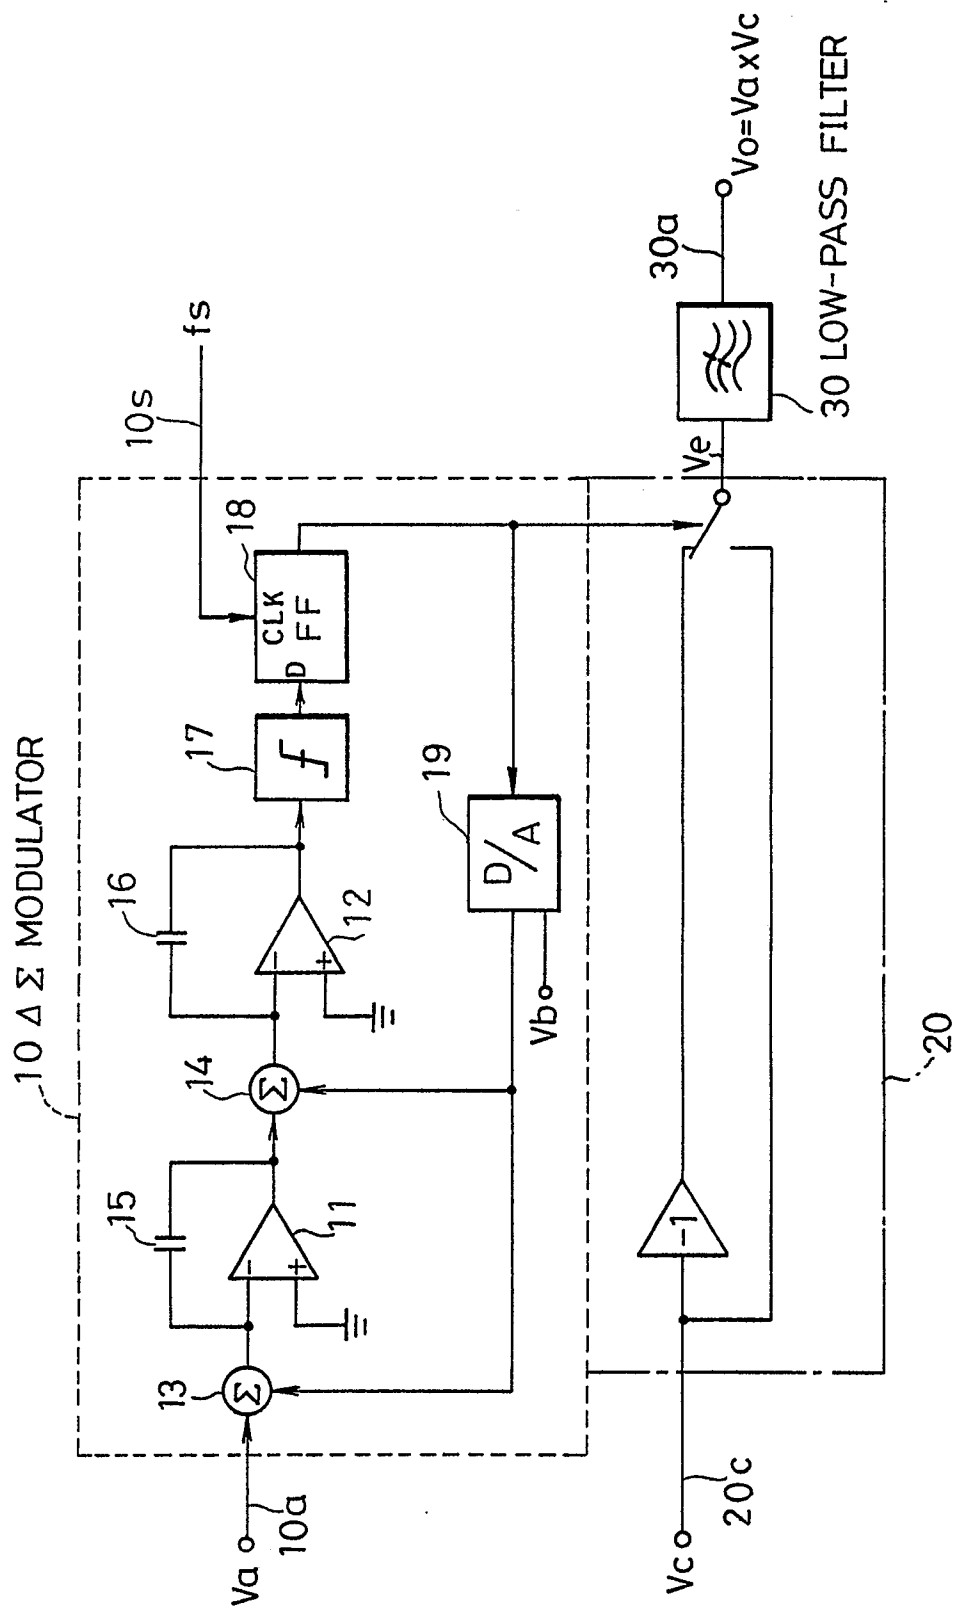 10 Δ Σ MODULATOR
10s
fs
16
17
18
15
14
CLK
D
FF
13
Σ
Σ
−
+
−
+
11
12
19
D/A
Va
10a
Vb
30a
Vo=VaxVc
Ve
30 LOW-PASS FILTER
-1
Vc
20c
20